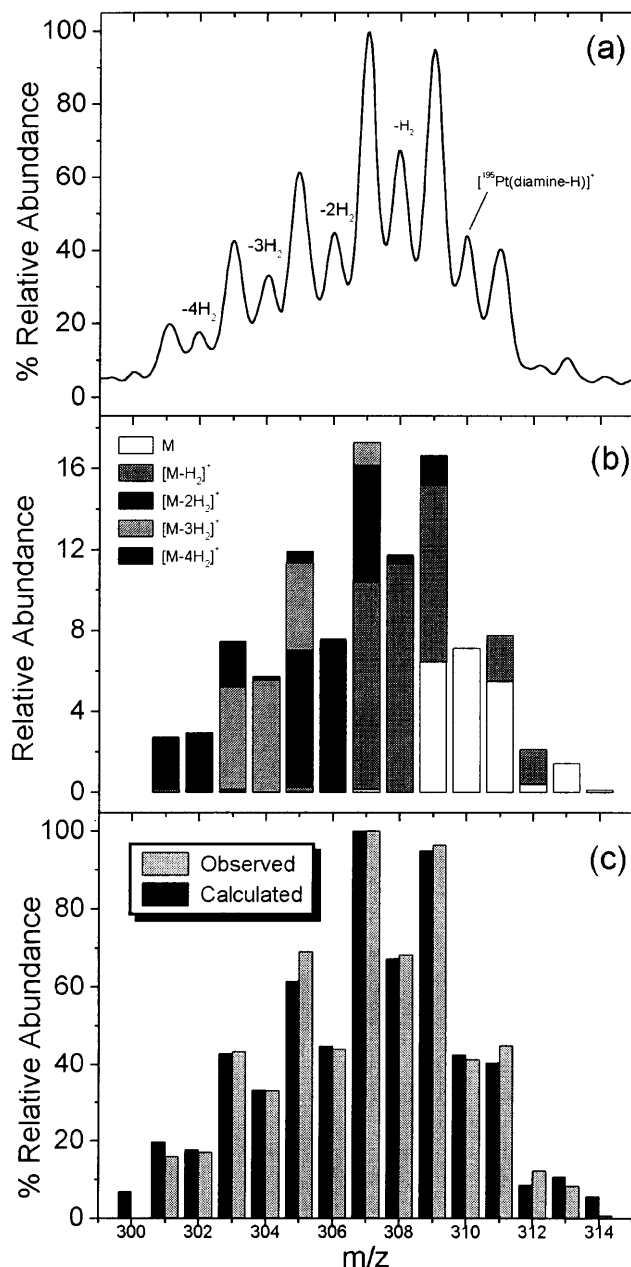 (a)
% Relative Abundance
100
80
60
40
20
0
-4H₂
-3H₂
-2H₂
-H₂
[¹⁹⁵Pt(diamine-H)]⁺
(b)
Relative Abundance
16
12
8
4
0
M
[M-H₂]⁺
[M-2H₂]⁺
[M-3H₂]⁺
[M-4H₂]⁺
(c)
% Relative Abundance
100
80
60
40
20
0
Observed
Calculated
300 302 304 306 308 310 312 314
m/z